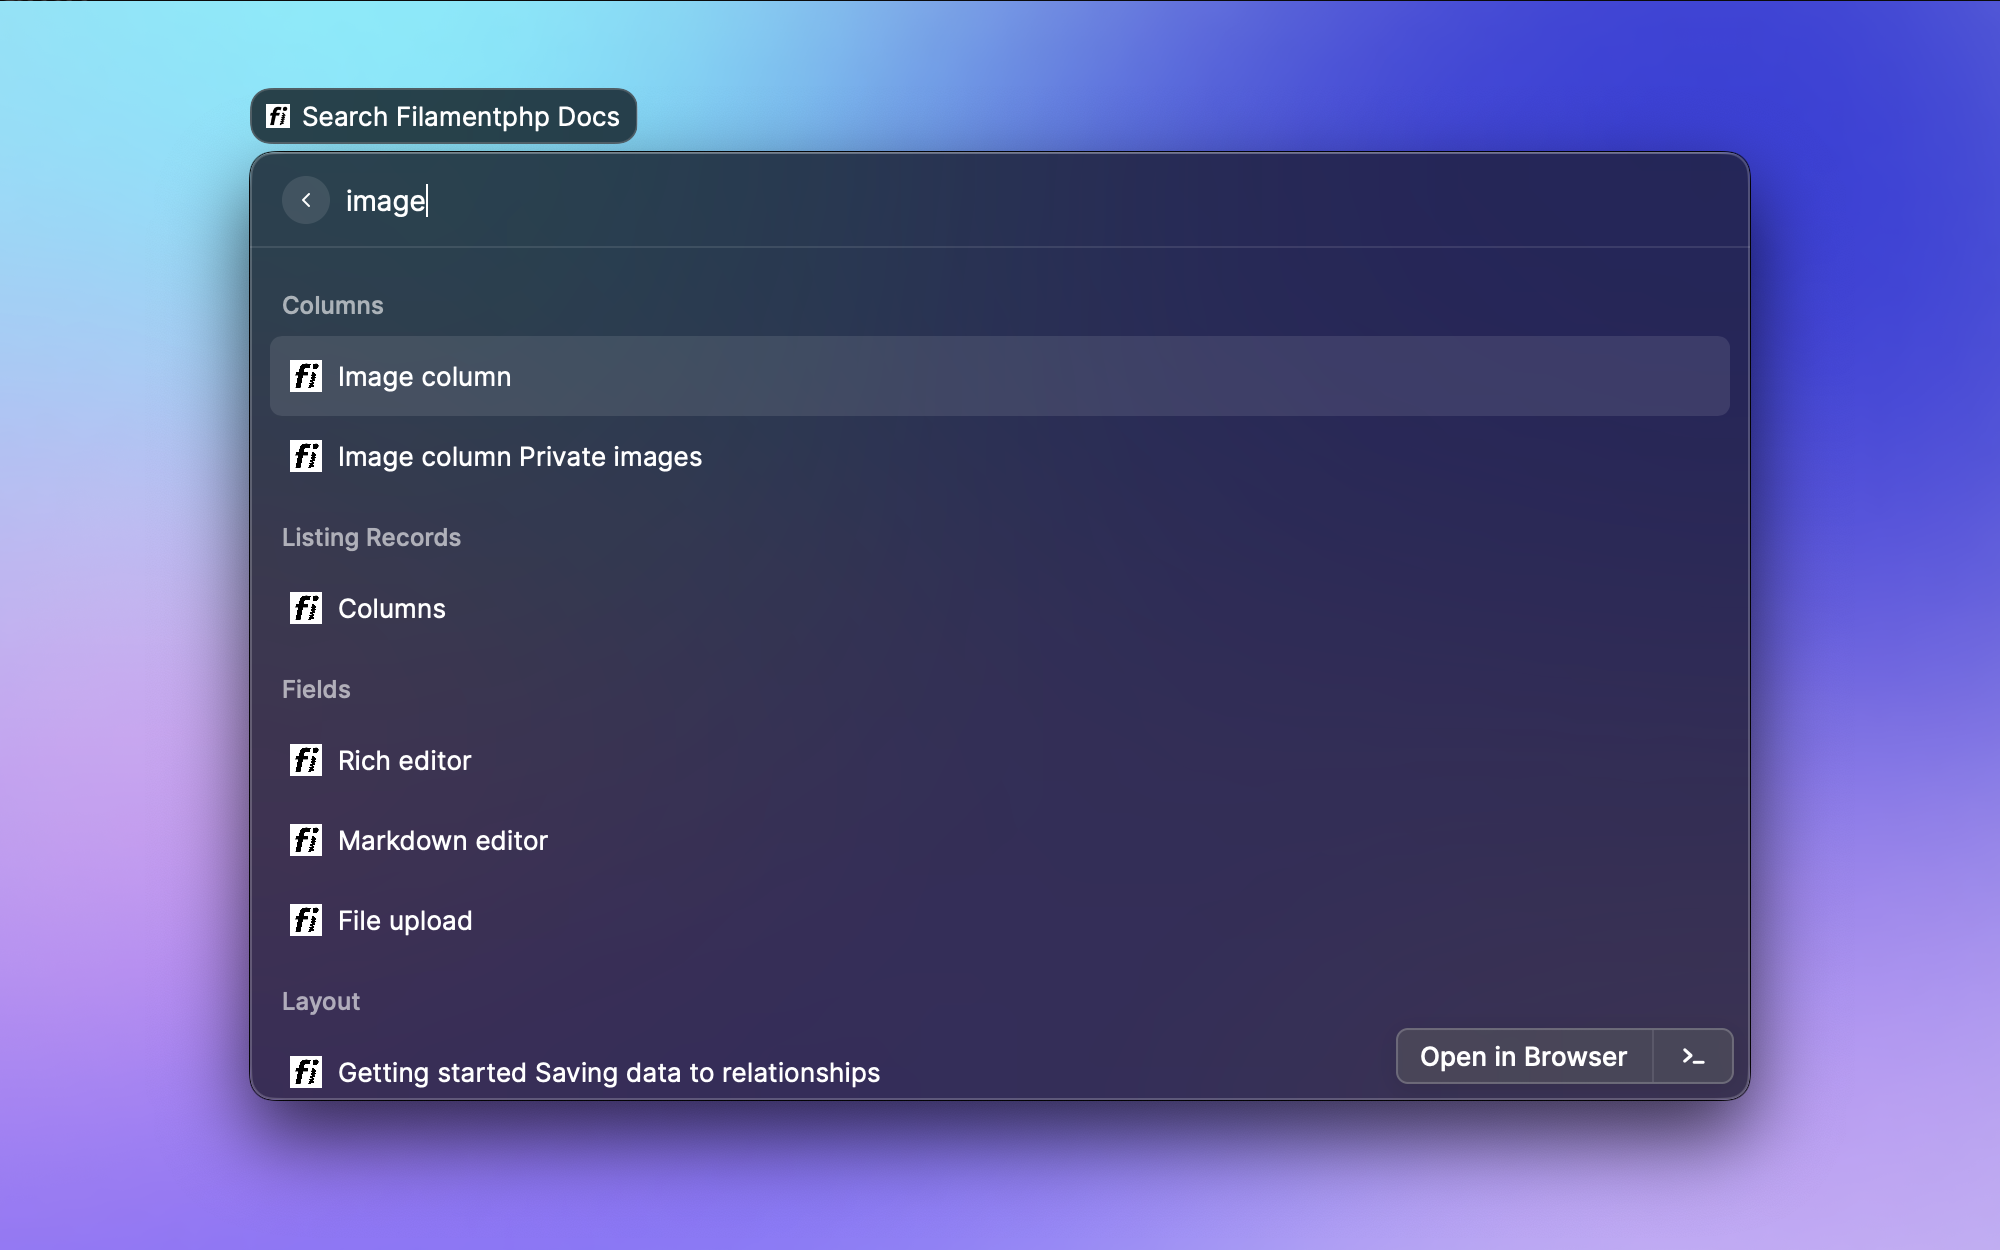 fi Search Filamentphp Docs
image
Columns
fi Image column
fi Image column Private images
Listing Records
fi Columns
Fields
fi Rich editor
fi Markdown editor
fi File upload
Layout
fi Getting started Saving data to relationships
Open in Browser >_